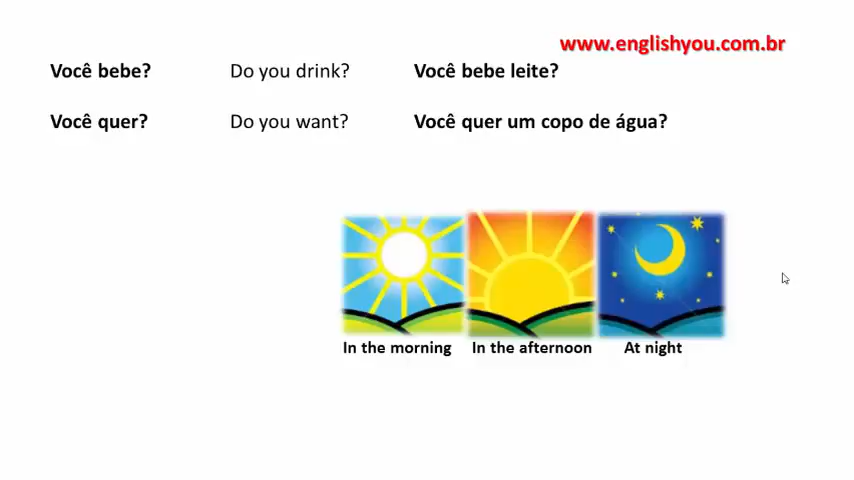 www.englishyou.com.br
Você bebe? Do you drink? Você bebe leite?
Você quer? Do you want? Você quer um copo de água?
In the morning In the afternoon At night